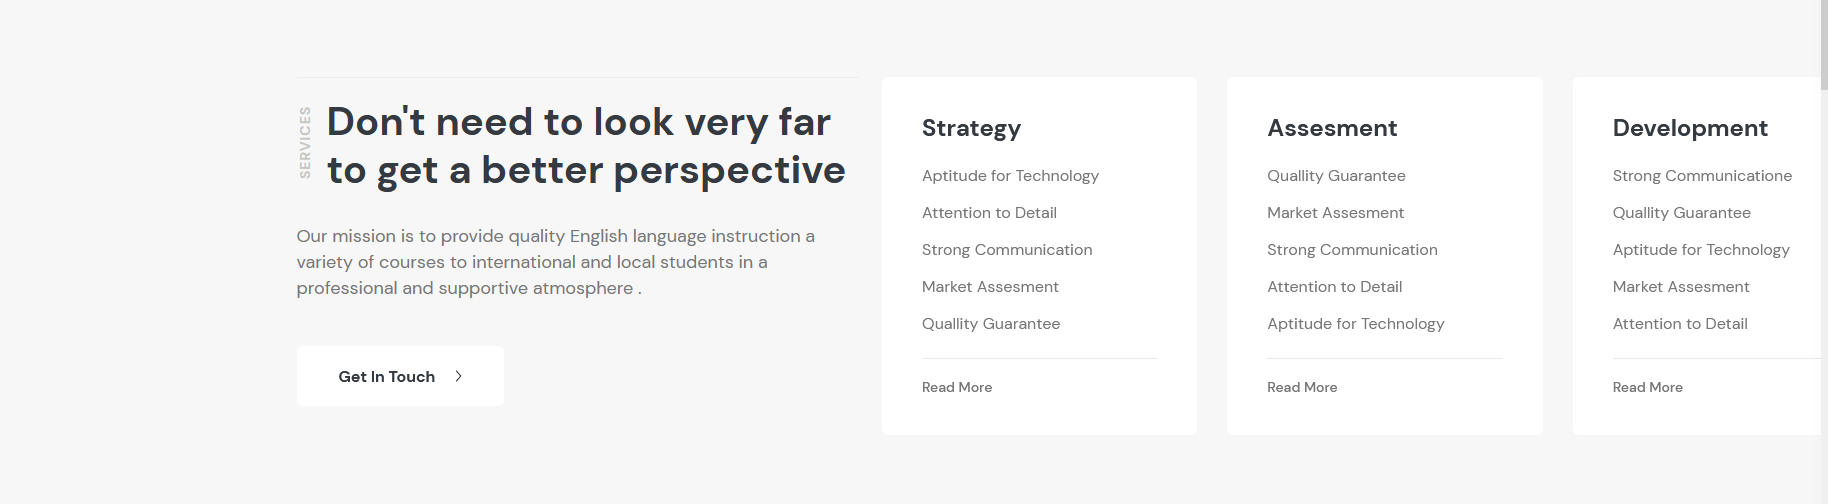 SERVICES
Don't need to look very far
to get a better perspective
Our mission is to provide quality English language instruction a
variety of courses to international and local students in a
professional and supportive atmosphere .
Get In Touch
Strategy
Aptitude for Technology
Attention to Detail
Strong Communication
Market Assesment
Quallity Guarantee
Read More
Assesment
Quallity Guarantee
Market Assesment
Strong Communication
Attention to Detail
Aptitude for Technology
Read More
Development
Strong Communicatione
Quallity Guarantee
Aptitude for Technology
Market Assesment
Attention to Detail
Read More